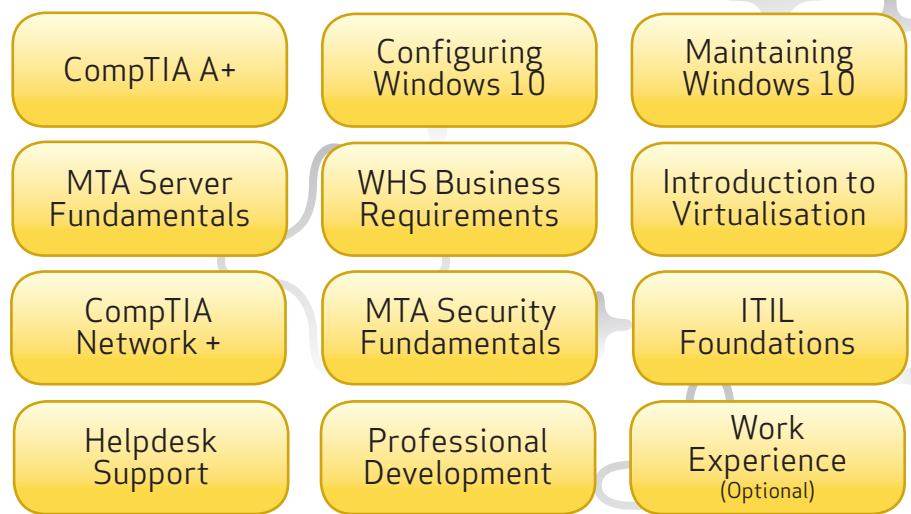 CompTIA A+
Configuring
Windows 10
Maintaining
Windows 10
MTA Server
Fundamentals
WHS Business
Requirements
Introduction to
Virtualisation
CompTIA
Network +
MTA Security
Fundamentals
ITIL
Foundations
Helpdesk
Support
Professional
Development
Work
Experience
(Optional)